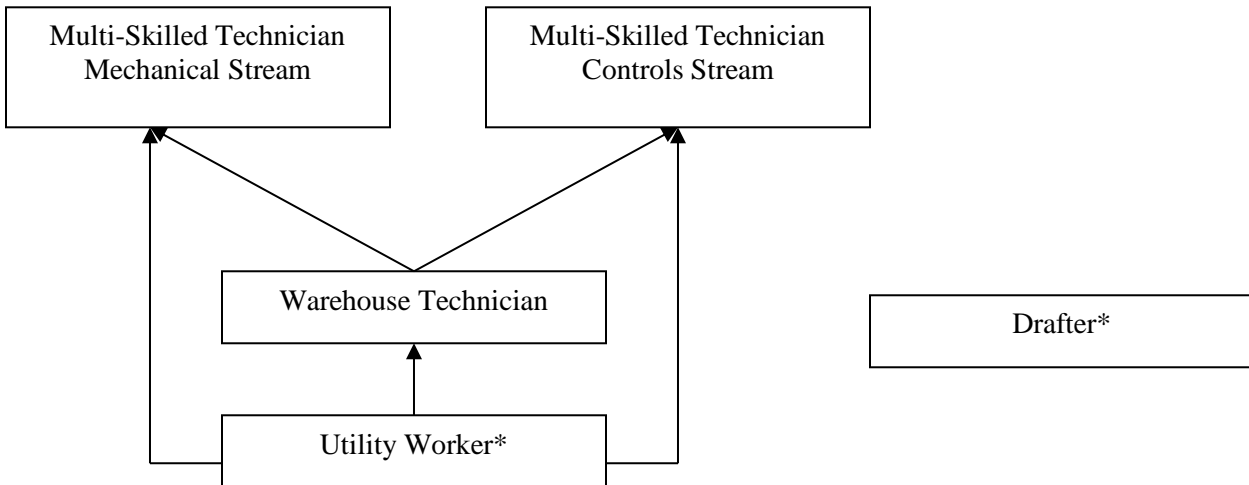 Multi-Skilled Technician
Mechanical Stream
Multi-Skilled Technician
Controls Stream
Warehouse Technician
Drafter*
Utility Worker*